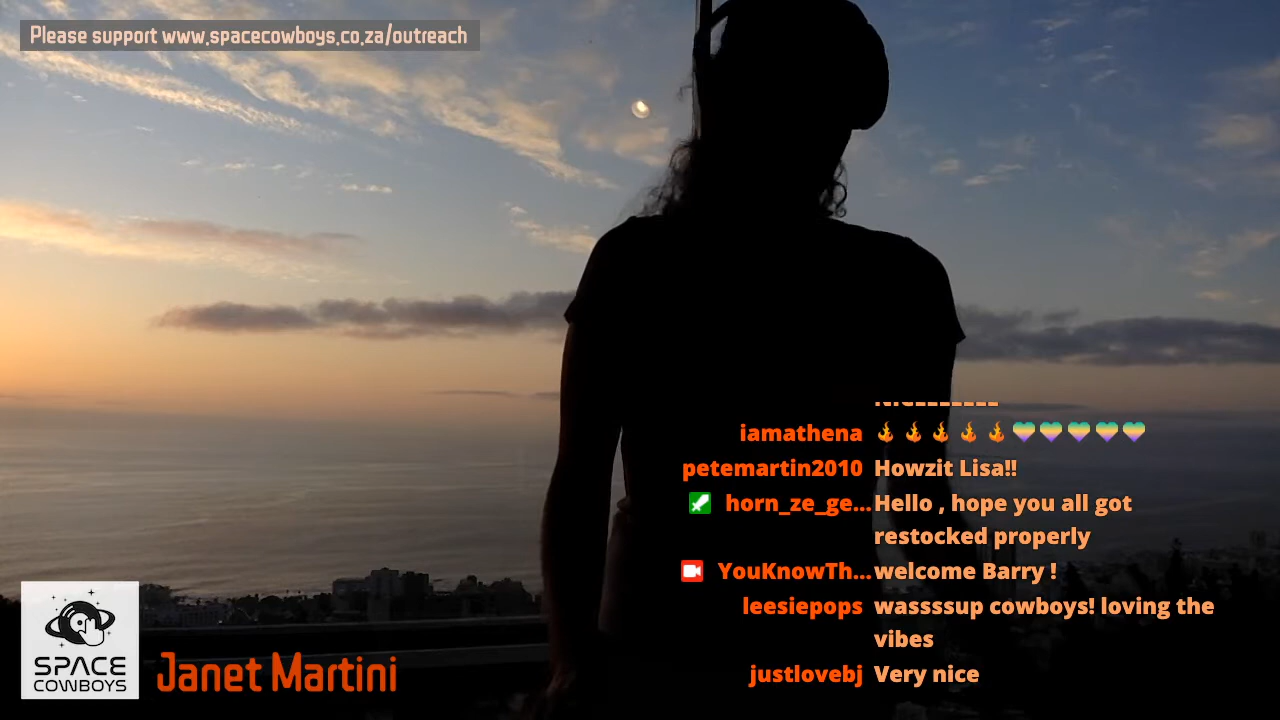 Please support www.spacecowboys.co.za/outreach
iamathena 🔥🔥🔥🔥🔥
petemartin2010 Howzit Lisa!!
horn_ze_ge... Hello , hope you all got
restocked properly
YouKnowTh... welcome Barry !
leesiepops wassssup cowboys! loving the
vibes
justlovebj Very nice
SPACE
COWBOYS
Janet Martini